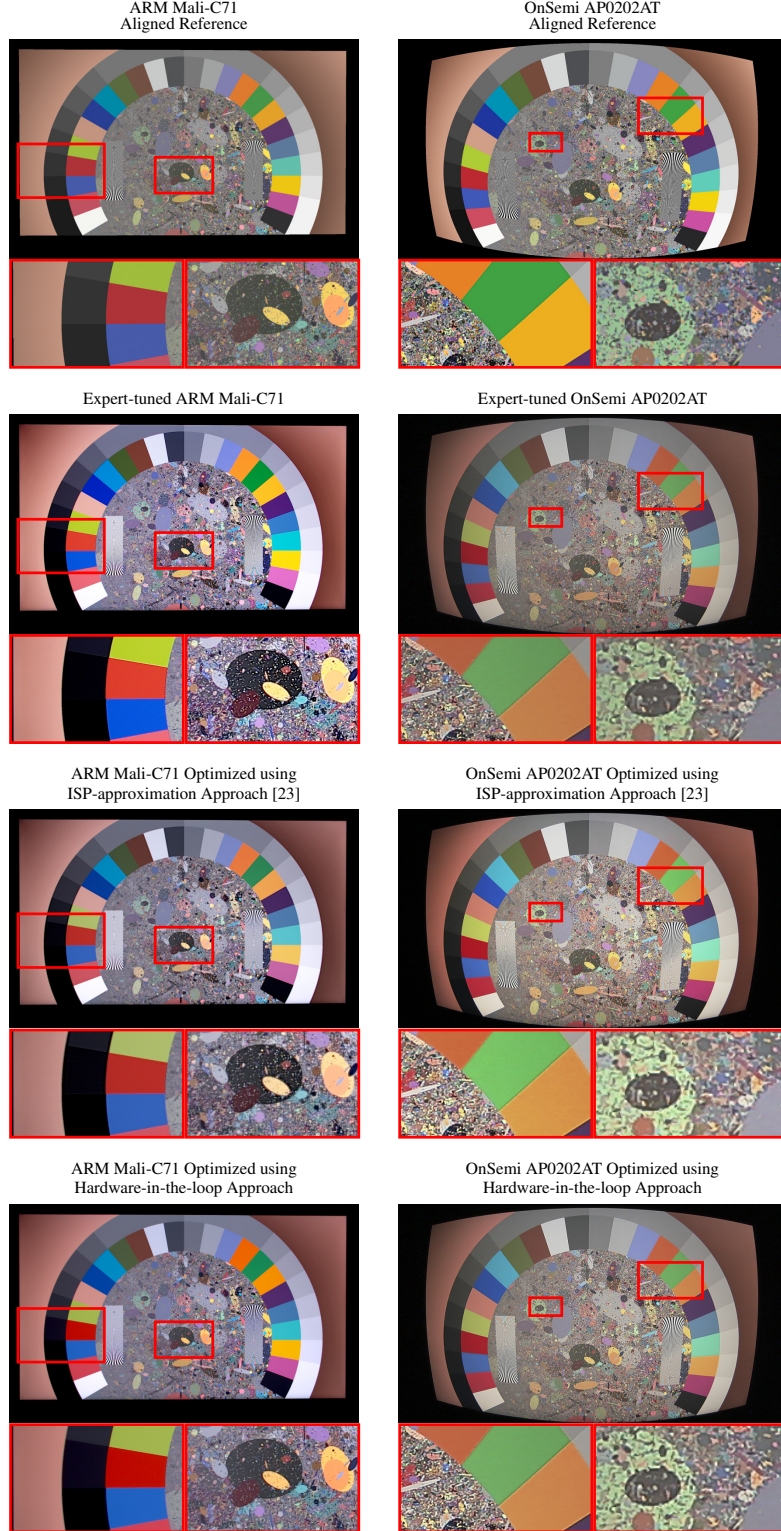 ARM Mali-C71
Aligned Reference
OnSemi AP0202AT
Aligned Reference
Expert-tuned ARM Mali-C71
Expert-tuned OnSemi AP0202AT
ARM Mali-C71 Optimized using
ISP-approximation Approach [23]
OnSemi AP0202AT Optimized using
ISP-approximation Approach [23]
ARM Mali-C71 Optimized using
Hardware-in-the-loop Approach
OnSemi AP0202AT Optimized using
Hardware-in-the-loop Approach